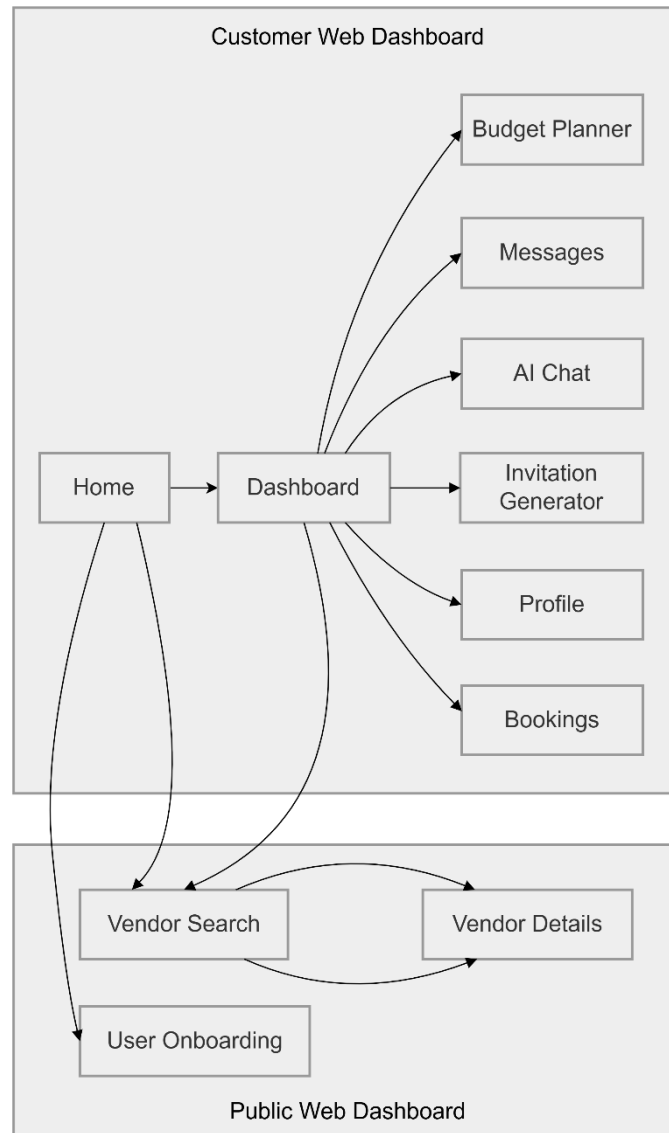 Customer Web Dashboard
Budget Planner
Messages
AI Chat
Home
Dashboard
Invitation
Generator
Profile
Bookings
Vendor Search
Vendor Details
User Onboarding
Public Web Dashboard